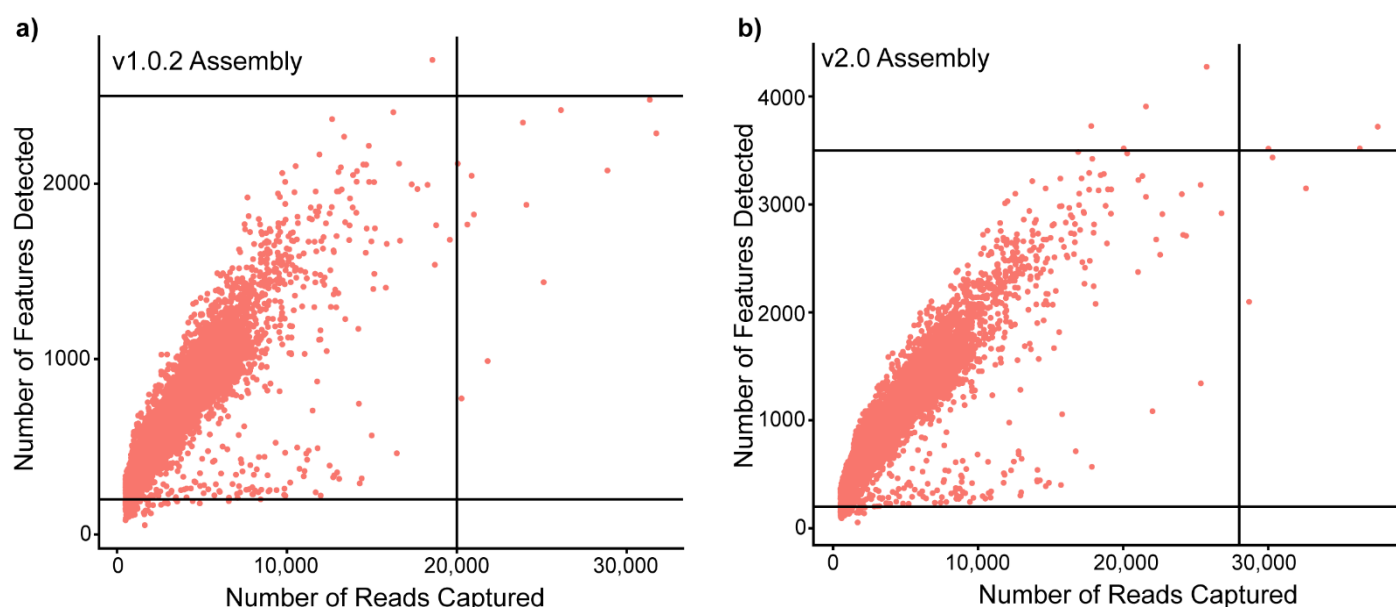 a)
v1.0.2 Assembly
Number of Features Detected
2000
1000
0
0 10,000 20,000 30,000
Number of Reads Captured
b)
v2.0 Assembly
Number of Features Detected
4000
3000
2000
1000
0
0 10,000 20,000 30,000
Number of Reads Captured